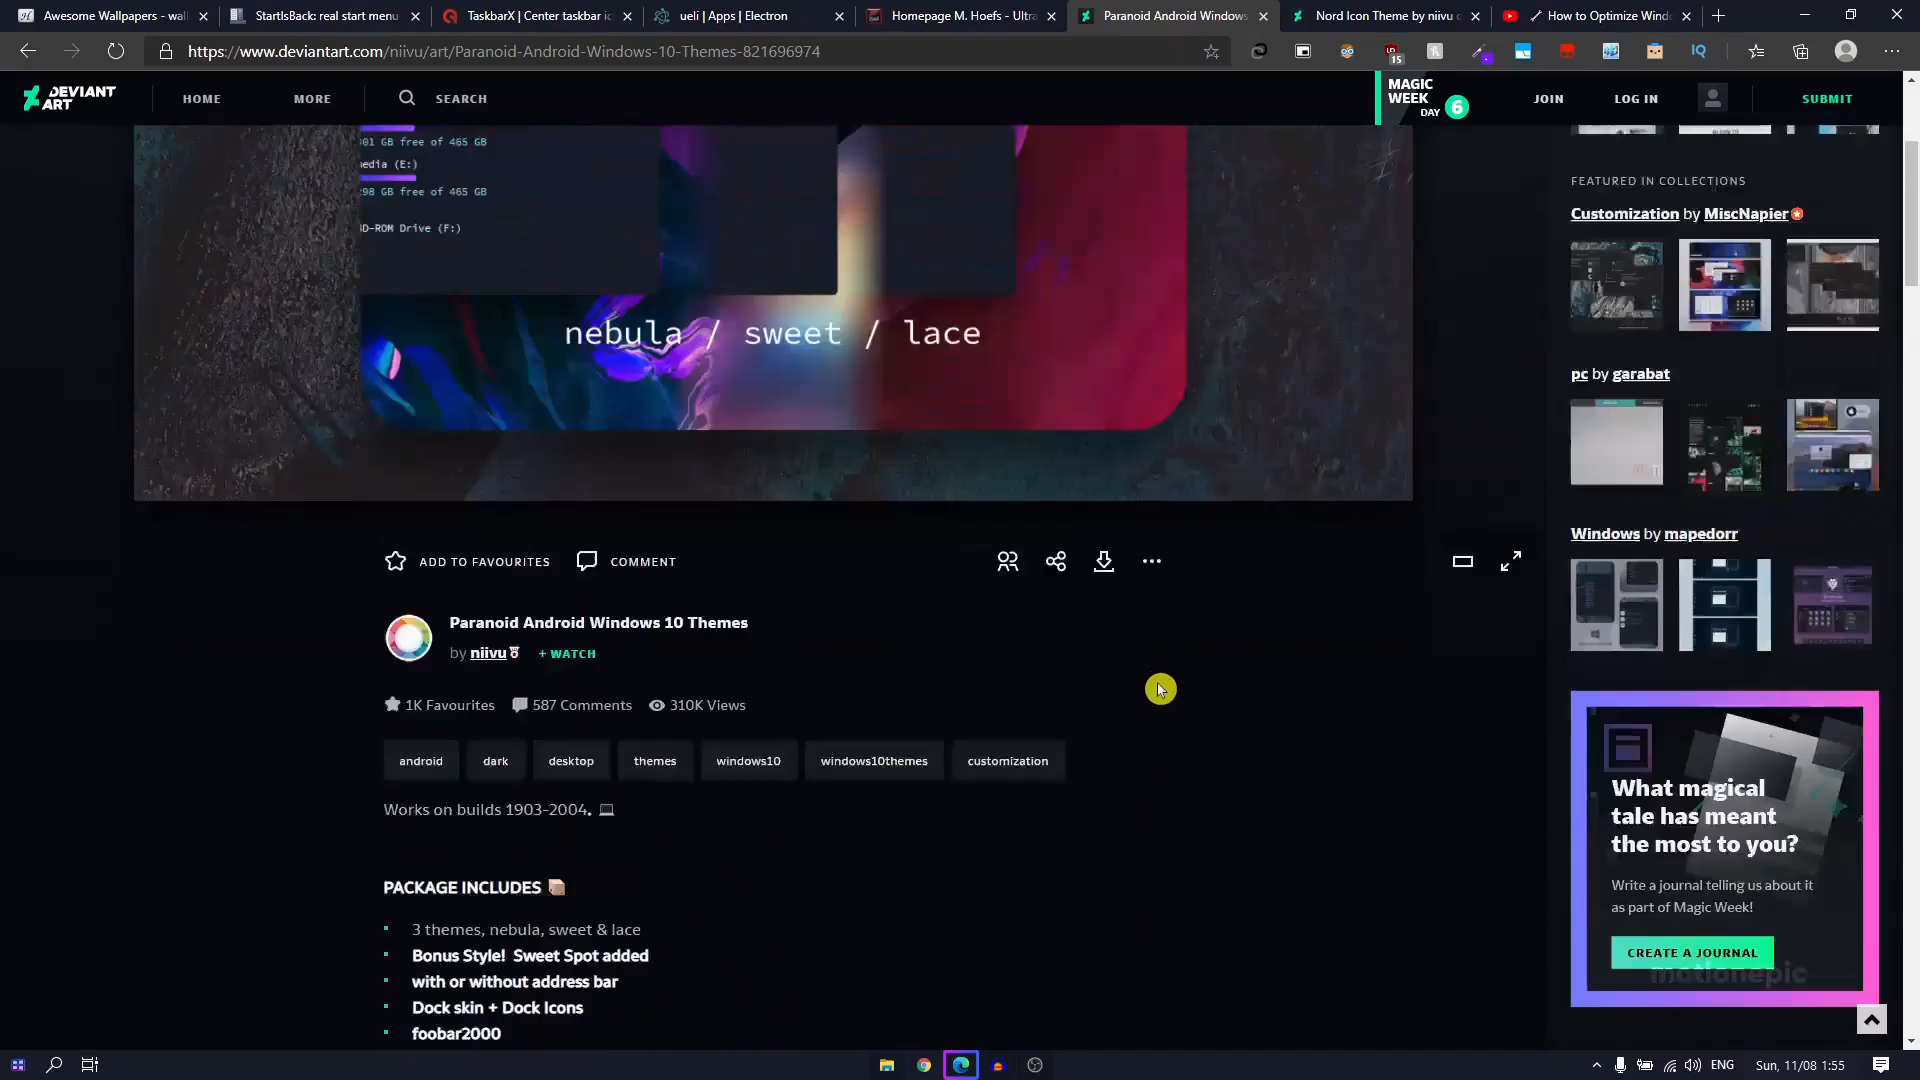 Awesome Wallpapers - wal
StartIsBack: real start menu
TaskbarX | Center taskbar ic
ueli | Apps | Electron
Homepage M. Hoefs - Ultra
Paranoid Android Windows
Nord Icon Theme by niivu o
How to Optimize Wind
https://www.deviantart.com/niivu/art/Paranoid-Android-Windows-10-Themes-821696974
15
IQ
DEVIANT ART
HOME
MORE
SEARCH
MAGIC WEEK DAY 6
JOIN
LOG IN
SUBMIT
301 GB free of 465 GB
media (E:)
298 GB free of 465 GB
BD-ROM Drive (F:)
nebula / sweet / lace
ADD TO FAVOURITES
COMMENT
Paranoid Android Windows 10 Themes
by niivu + WATCH
1K Favourites
587 Comments
310K Views
android
dark
desktop
themes
windows10
windows10themes
customization
Works on builds 1903-2004.
PACKAGE INCLUDES
3 themes, nebula, sweet & lace
Bonus Style! Sweet Spot added
with or without address bar
Dock skin + Dock Icons
foobar2000
FEATURED IN COLLECTIONS
Customization by MiscNapier
pc by garabat
Windows by mapedorr
What magical
tale has meant
the most to you?
Write a journal telling us about it
as part of Magic Week!
CREATE A JOURNAL
motionepic
ENG
Sun, 11/08 1:55